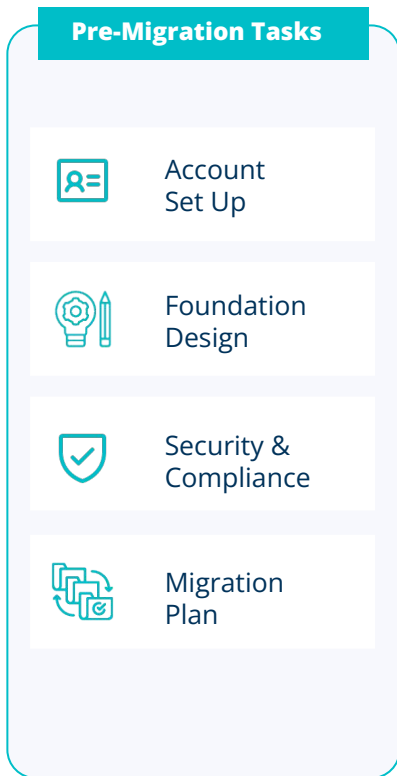 Pre-Migration Tasks
Account
Set Up
Foundation
Design
Security &
Compliance
Migration
Plan